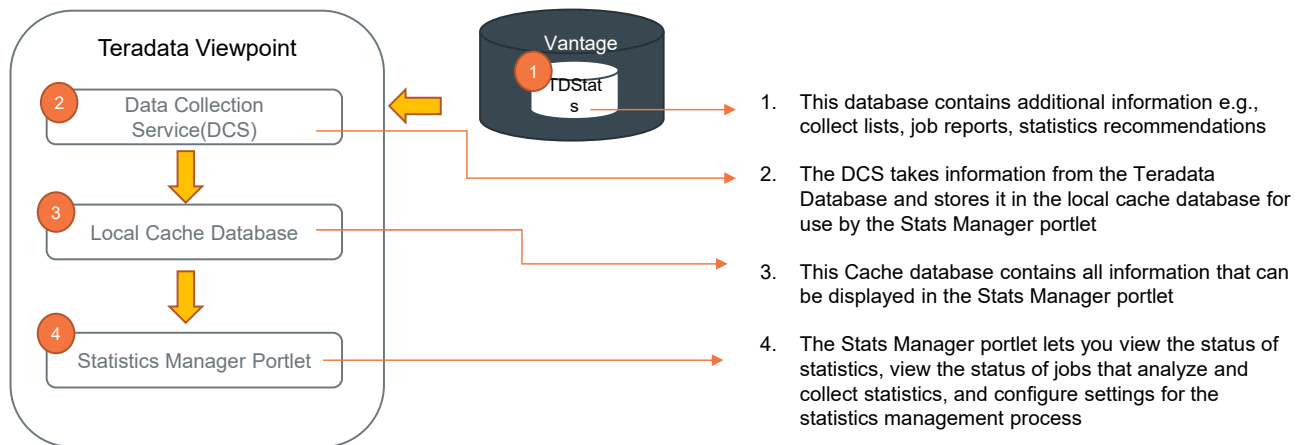 Teradata Viewpoint
2
Data Collection
Service(DCS)
3
Local Cache Database
4
Statistics Manager Portlet
Vantage
1
TDStat
s
1. This database contains additional information e.g.,
collect lists, job reports, statistics recommendations
2. The DCS takes information from the Teradata
Database and stores it in the local cache database for
use by the Stats Manager portlet
3. This Cache database contains all information that can
be displayed in the Stats Manager portlet
4. The Stats Manager portlet lets you view the status of
statistics, view the status of jobs that analyze and
collect statistics, and configure settings for the
statistics management process